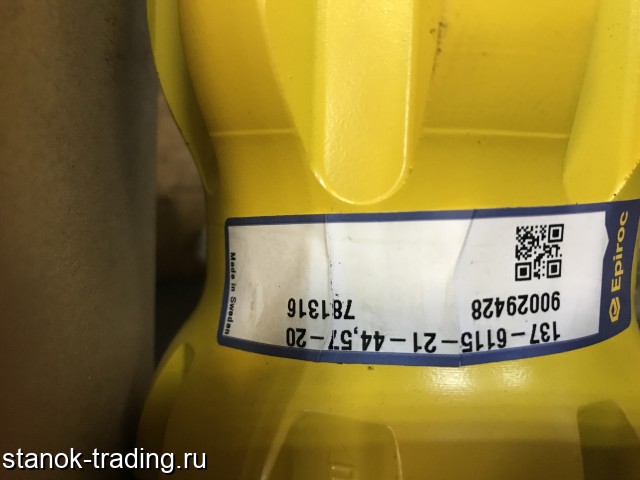 Epiroc
137-6115-21-44,57-20
90029428 781316
Made in Sweden
stanok-trading.ru